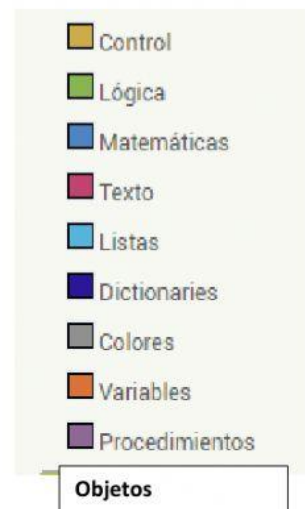 Control
Lógica
Matemáticas
Texto
Listas
Dictionaries
Colores
Variables
Procedimientos
Objetos